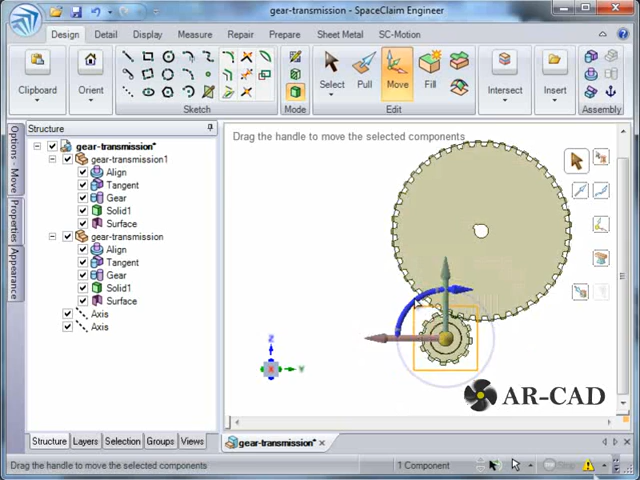 gear-transmission - SpaceClaim Engineer
Design Detail Display Measure Repair Prepare Sheet Metal SC-Motion
Clipboard Orient Select Pull Move Fill Intersect Insert
Sketch Mode Edit Assembly
Options - Move
Properties
Appearance
Structure
gear-transmission*
gear-transmission1
Align
Tangent
Gear
Solid1
Surface
gear-transmission
Align
Tangent
Gear
Solid1
Surface
Axis
Axis
Drag the handle to move the selected components
Z
X
Y
AR-CAD
Structure Layers Selection Groups Views
gear-transmission*
Drag the handle to move the selected components 1 Component Stop